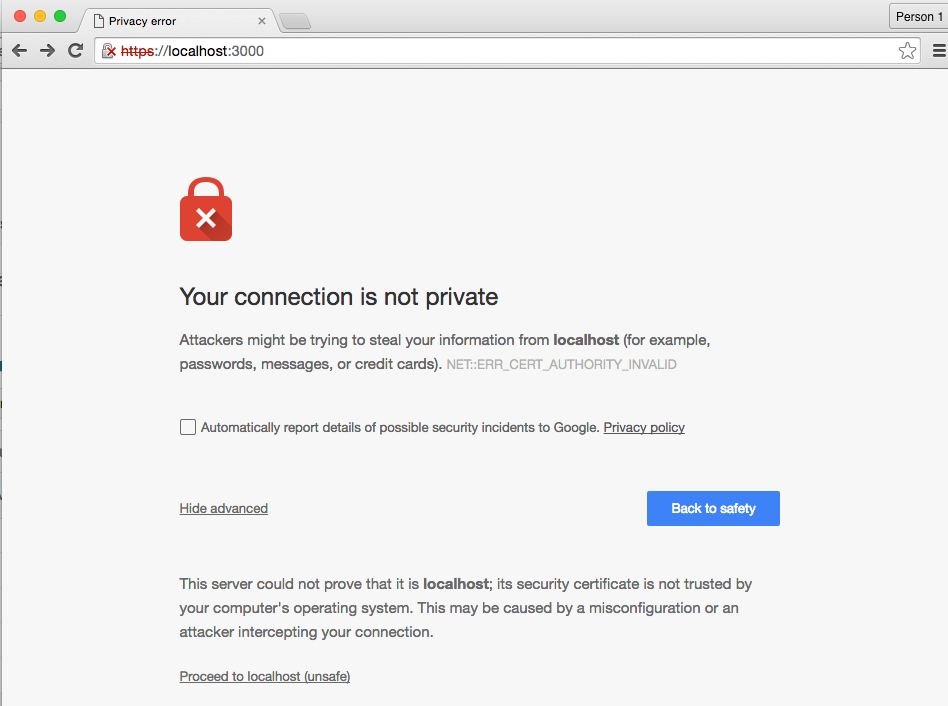 Privacy error
Person 1
https://localhost:3000
Your connection is not private
Attackers might be trying to steal your information from localhost (for example,
passwords, messages, or credit cards). NET::ERR_CERT_AUTHORITY_INVALID
Automatically report details of possible security incidents to Google. Privacy policy
Hide advanced
Back to safety
This server could not prove that it is localhost; its security certificate is not trusted by
your computer's operating system. This may be caused by a misconfiguration or an
attacker intercepting your connection.
Proceed to localhost (unsafe)